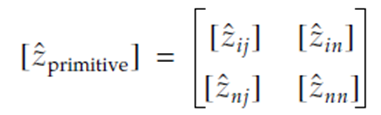 [ẑ_primitive] = [ [ẑ_ij] [ẑ_in]
[ẑ_nj] [ẑ_nn] ]